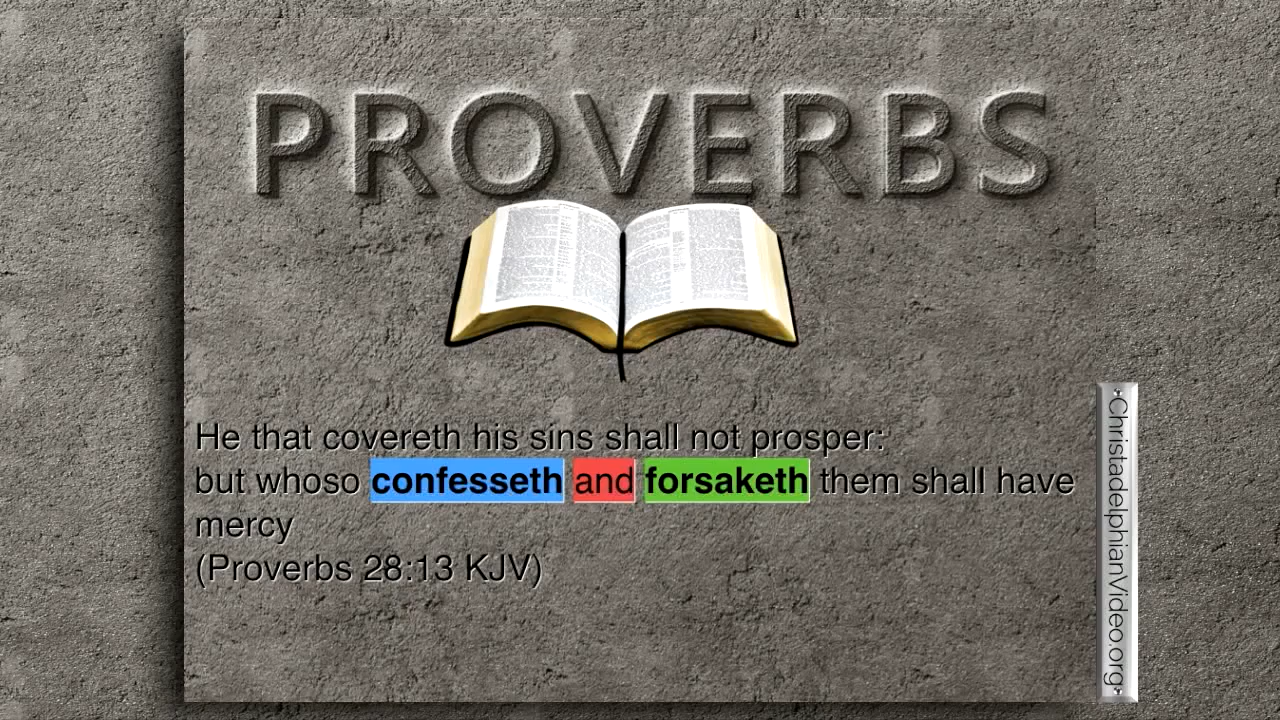 PROVERBS
He that covereth his sins shall not prosper:
but whoso confesseth and forsaketh them shall have
mercy
(Proverbs 28:13 KJV)
•ChristadelphianVideo.org•